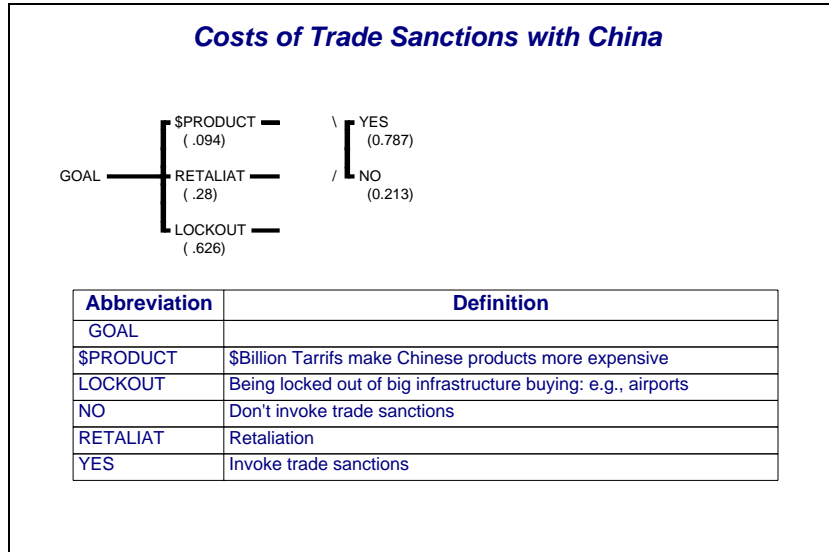 Costs of Trade Sanctions with China
$PRODUCT \ YES
( .094) (0.787)
GOAL RETALIAT / NO
( .28) (0.213)
LOCKOUT
( .626)
Abbreviation Definition
GOAL
$PRODUCT $Billion Tarrifs make Chinese products more expensive
LOCKOUT Being locked out of big infrastructure buying: e.g., airports
NO Don't invoke trade sanctions
RETALIAT Retaliation
YES Invoke trade sanctions